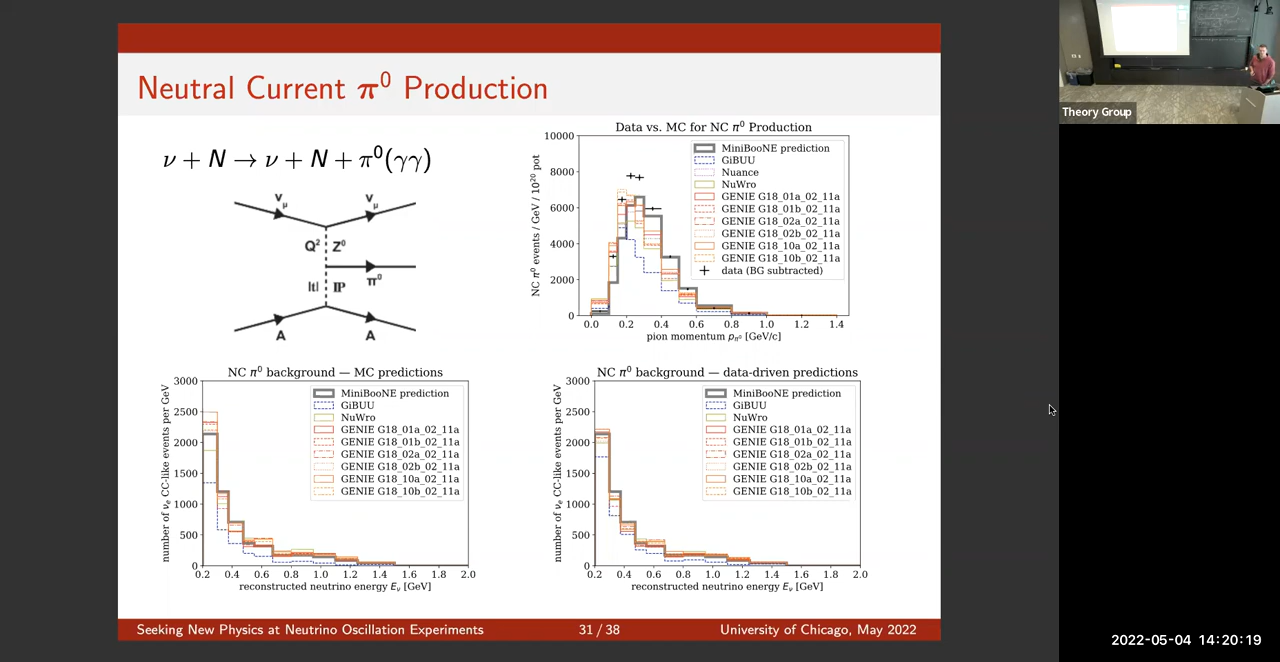 Neutral Current π⁰ Production
ν + N → ν + N + π⁰(γγ)
ν_μ ν_μ
Q² Z⁰
π⁰
|t| IP
A A
Data vs. MC for NC π⁰ Production
NC π⁰ events / GeV / 10²⁰ pot
10000
8000
6000
4000
2000
0
0.0 0.2 0.4 0.6 0.8 1.0 1.2 1.4
pion momentum p_π⁰ [GeV/c]
MiniBooNE prediction
GiBUU
Nuance
NuWro
GENIE G18_01a_02_11a
GENIE G18_01b_02_11a
GENIE G18_02a_02_11a
GENIE G18_02b_02_11a
GENIE G18_10a_02_11a
GENIE G18_10b_02_11a
data (BG subtracted)
NC π⁰ background — MC predictions
number of ν_e CC-like events per GeV
3000
2500
2000
1500
1000
500
0
0.2 0.4 0.6 0.8 1.0 1.2 1.4 1.6 1.8 2.0
reconstructed neutrino energy E_ν [GeV]
MiniBooNE prediction
GiBUU
NuWro
GENIE G18_01a_02_11a
GENIE G18_01b_02_11a
GENIE G18_02a_02_11a
GENIE G18_02b_02_11a
GENIE G18_10a_02_11a
GENIE G18_10b_02_11a
NC π⁰ background — data-driven predictions
number of ν_e CC-like events per GeV
3000
2500
2000
1500
1000
500
0
0.2 0.4 0.6 0.8 1.0 1.2 1.4 1.6 1.8 2.0
reconstructed neutrino energy E_ν [GeV]
MiniBooNE prediction
GiBUU
NuWro
GENIE G18_01a_02_11a
GENIE G18_01b_02_11a
GENIE G18_02a_02_11a
GENIE G18_02b_02_11a
GENIE G18_10a_02_11a
GENIE G18_10b_02_11a
Seeking New Physics at Neutrino Oscillation Experiments
31 / 38
University of Chicago, May 2022
Theory Group
2022-05-04 14:20:19